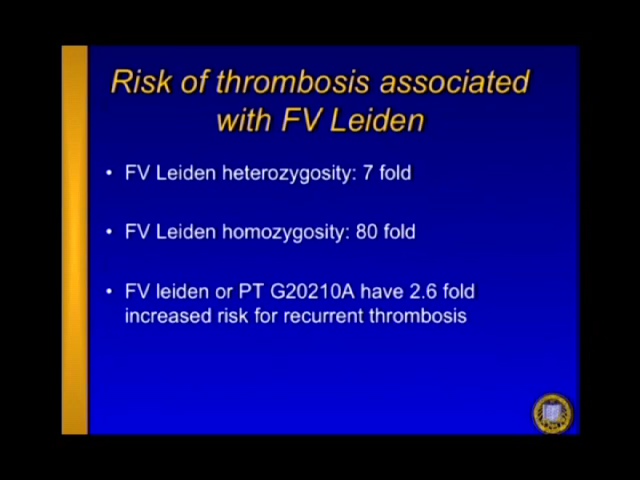 Risk of thrombosis associated
with FV Leiden
• FV Leiden heterozygosity: 7 fold
• FV Leiden homozygosity: 80 fold
• FV leiden or PT G20210A have 2.6 fold
increased risk for recurrent thrombosis